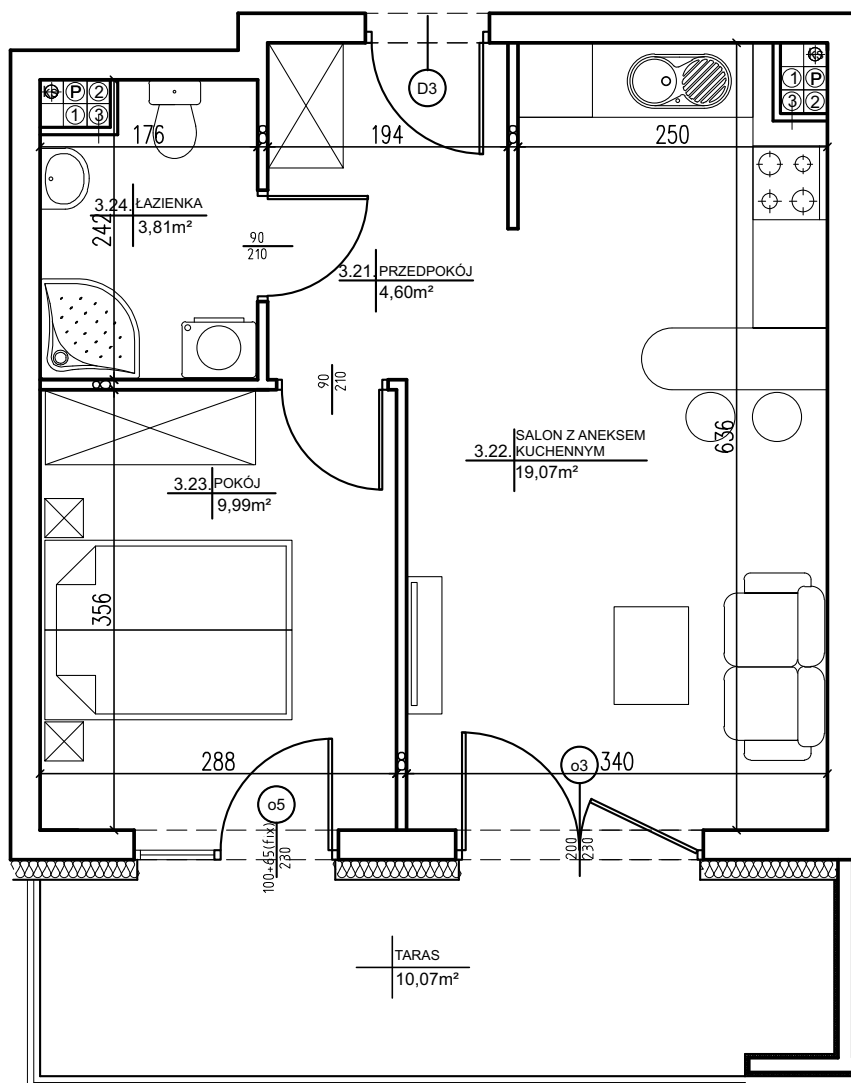 D3
P 2
1 3
1 P
3 2
176
194
250
3.24. ŁAZIENKA
3,81m²
242
90
210
3.21. PRZEDPOKÓJ
4,60m²
90
210
636
3.22. SALON Z ANEKSEM
KUCHENNYM
19,07m²
3.23. POKÓJ
9,99m²
356
288
340
o3
o5
100+65(fix)
230
200
230
TARAS
10,07m²